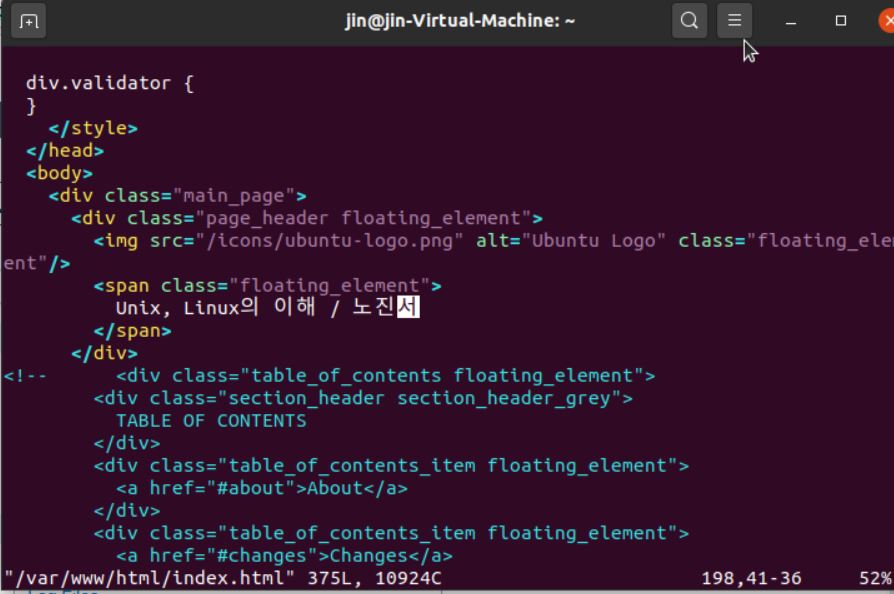 jin@jin-Virtual-Machine: ~
div.validator {
}
</style>
</head>
<body>
<div class="main_page">
<div class="page_header floating_element">
<img src="/icons/ubuntu-logo.png" alt="Ubuntu Logo" class="floating_elem
ent"/>
<span class="floating_element">
Unix, Linux의 이해 / 노진서
</span>
</div>
<!--      <div class="table_of_contents floating_element">
<div class="section_header section_header_grey">
TABLE OF CONTENTS
</div>
<div class="table_of_contents_item floating_element">
<a href="#about">About</a>
</div>
<div class="table_of_contents_item floating_element">
<a href="#changes">Changes</a>
"/var/www/html/index.html" 375L, 10924C 198,41-36 52%